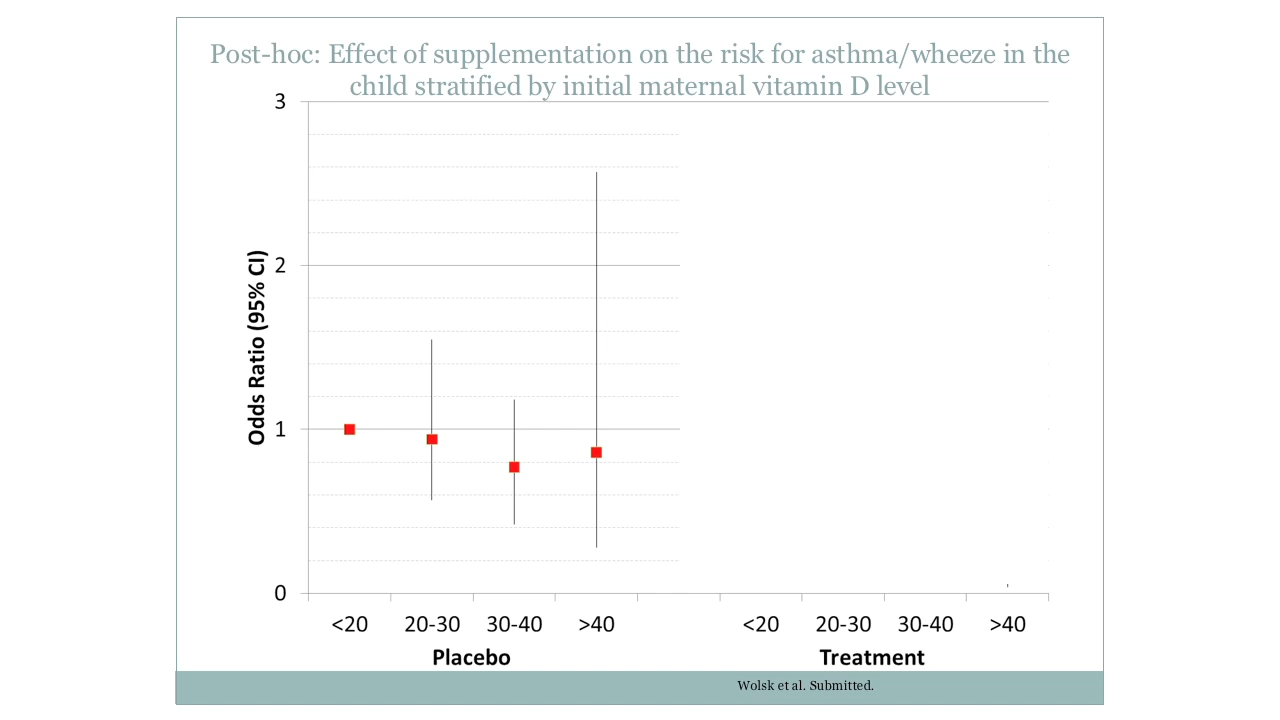 Post-hoc: Effect of supplementation on the risk for asthma/wheeze in the
child stratified by initial maternal vitamin D level
3
2
1
0
Odds Ratio (95% CI)
<20 20-30 30-40 >40 <20 20-30 30-40 >40
Placebo Treatment
Wolsk et al. Submitted.